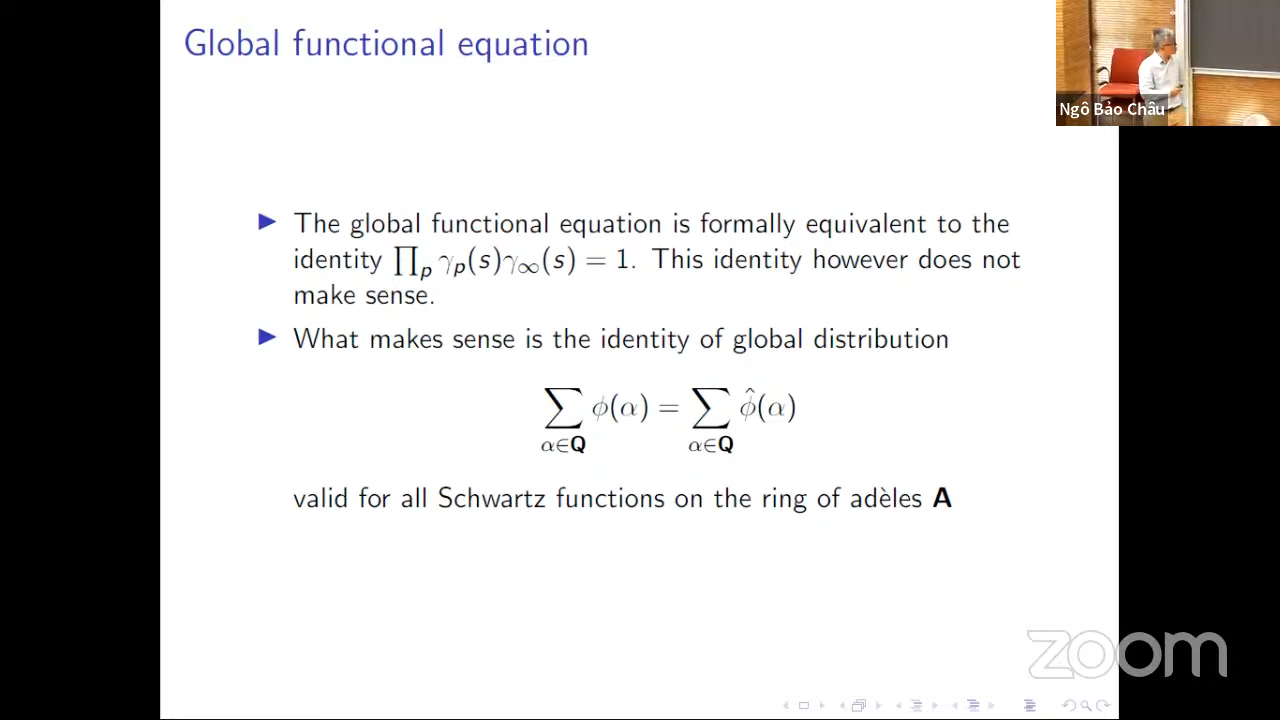 Global functional equation
Ngô Bảo Châu
▶ The global functional equation is formally equivalent to the
identity ∏_p γ_p(s)γ_∞(s) = 1. This identity however does not
make sense.
▶ What makes sense is the identity of global distribution
∑_{α∈Q} ϕ(α) = ∑_{α∈Q} ϕ̂(α)
valid for all Schwartz functions on the ring of adèles A
zoom